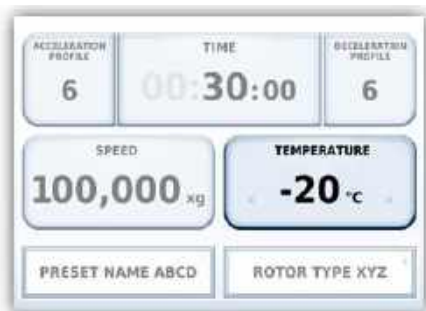 ACCELERATION PROFILE
6
TIME
00:30:00
DECELERATION PROFILE
6
SPEED
100,000 xg
TEMPERATURE
-20 °C
PRESET NAME ABCD
ROTOR TYPE XYZ